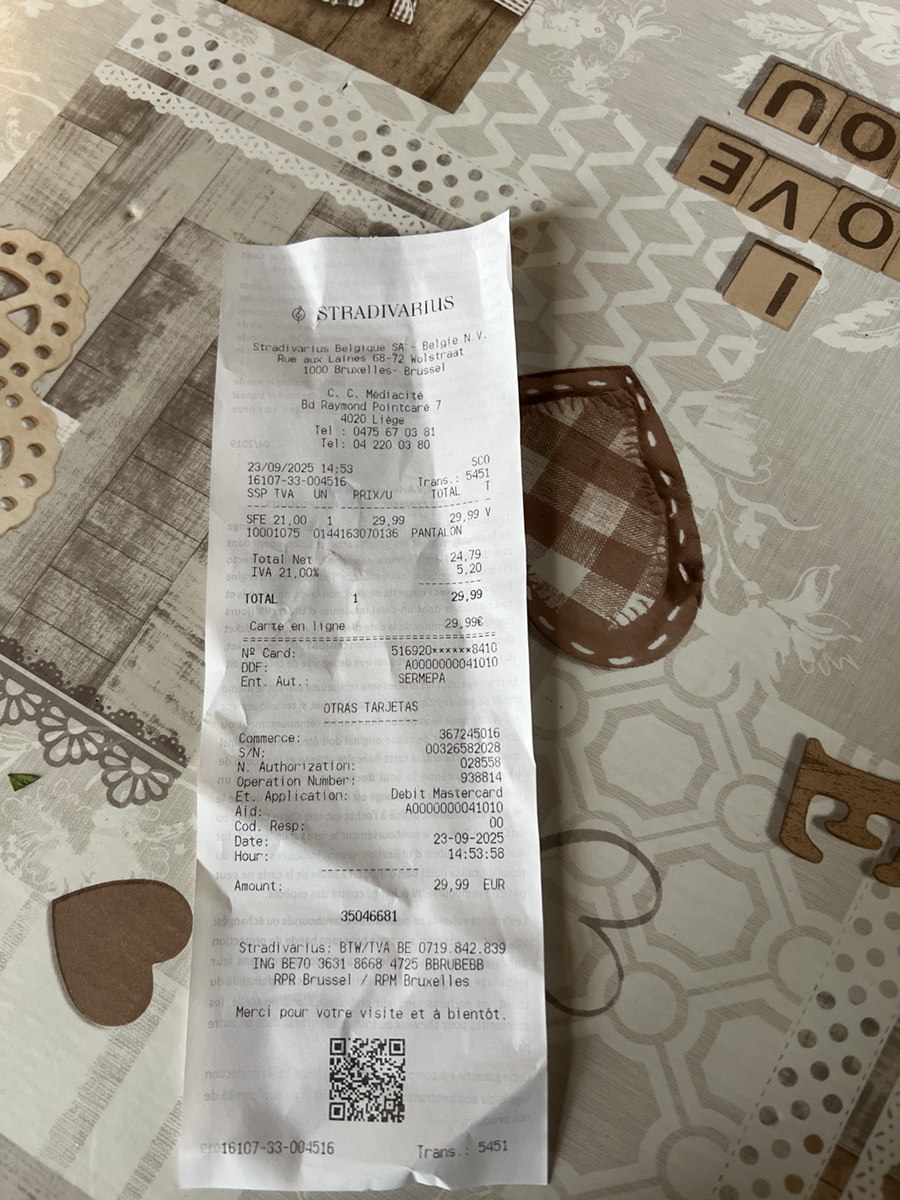 STRADIVARIUS
Stradivarius Belgique SA - Belgie N.V.
Rue aux Laines 68-72 Wolstraat
1000 Bruxelles- Brussel
C. C. Médiacité
Bd Raymond Pointcaré 7
4020 Liège
Tel : 0475 67 03 81
Tel: 04 220 03 80
23/09/2025 14:53 SCO
16107-33-004516 Trans.: 5451
SSP TVA UN PRIX/U TOTAL T
SFE 21,00 1 29,99 29,99 V
10001075 0144163070136 PANTALON
Total Net 24,79
IVA 21,00% 5,20
TOTAL 1 29,99
Carte en ligne 29,99€
Nº Card: 516920******8410
DDF: A0000000041010
Ent. Aut.: SERMEPA
OTRAS TARJETAS
Commerce: 367245016
S/N: 00326582028
N. Authorization: 028558
Operation Number: 938814
Et. Application: Debit Mastercard
Aid: A0000000041010
Cod. Resp: 00
Date: 23-09-2025
Hour: 14:53:58
Amount: 29,99 EUR
35046681
Stradivarius: BTW/TVA BE 0719.842.839
ING BE70 3631 8668 4725 BBRUBEBB
RPR Brussel / RPM Bruxelles
Merci pour votre visite et à bientôt.
16107-33-004516 Trans.: 5451
I
OVE
OU
E